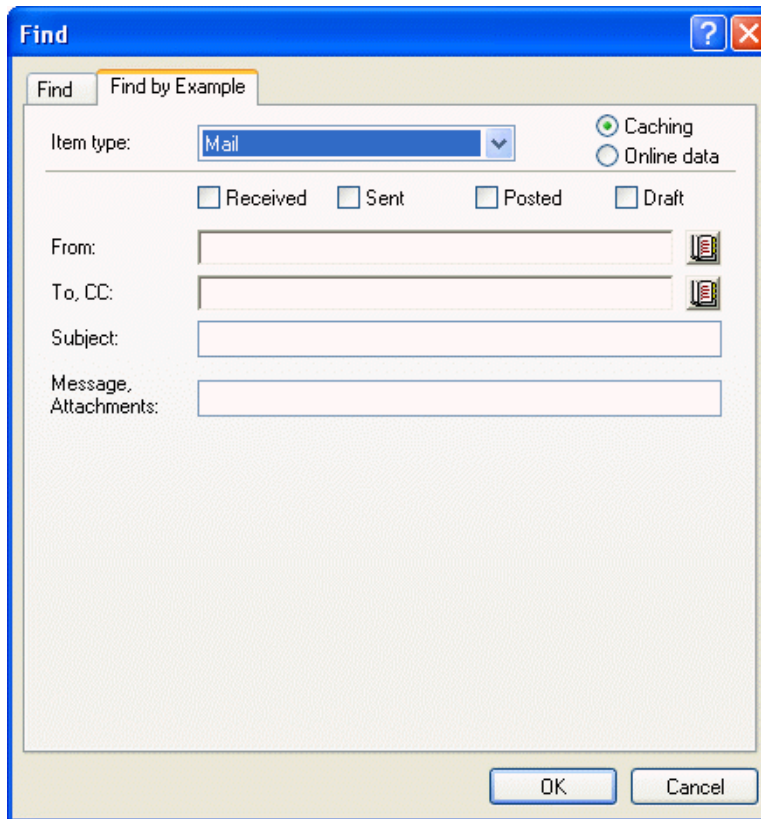 Find
Find Find by Example
Item type: Mail Caching
Online data
Received Sent Posted Draft
From:
To, CC:
Subject:
Message,
Attachments:
OK Cancel